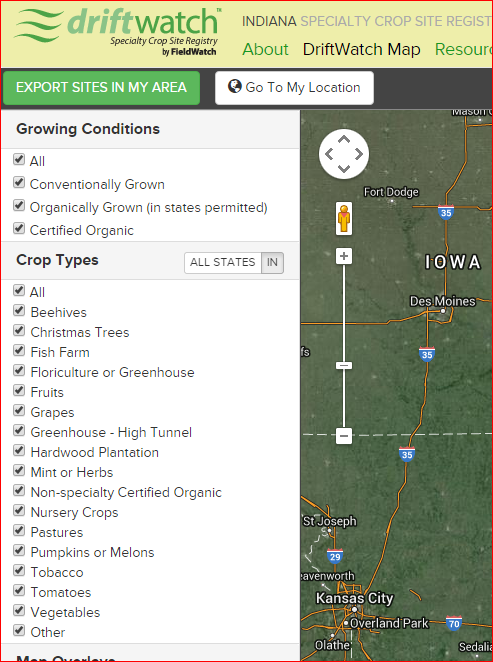 driftwatch™
Specialty Crop Site Registry
by FieldWatch
INDIANA SPECIALTY CROP SITE REGIST
About DriftWatch Map Resourc
EXPORT SITES IN MY AREA
Go To My Location
Growing Conditions
All
Conventionally Grown
Organically Grown (in states permitted)
Certified Organic
Crop Types
ALL STATES IN
All
Beehives
Christmas Trees
Fish Farm
Floriculture or Greenhouse
Fruits
Grapes
Greenhouse - High Tunnel
Hardwood Plantation
Mint or Herbs
Non-specialty Certified Organic
Nursery Crops
Pastures
Pumpkins or Melons
Tobacco
Tomatoes
Vegetables
Other
Mason C
Fort Dodge
35
IOWA
Des Moines
fs
35
35
St Joseph
29
eavenworth
Kansas City
Overland Park
70
Olathe
Sedalia